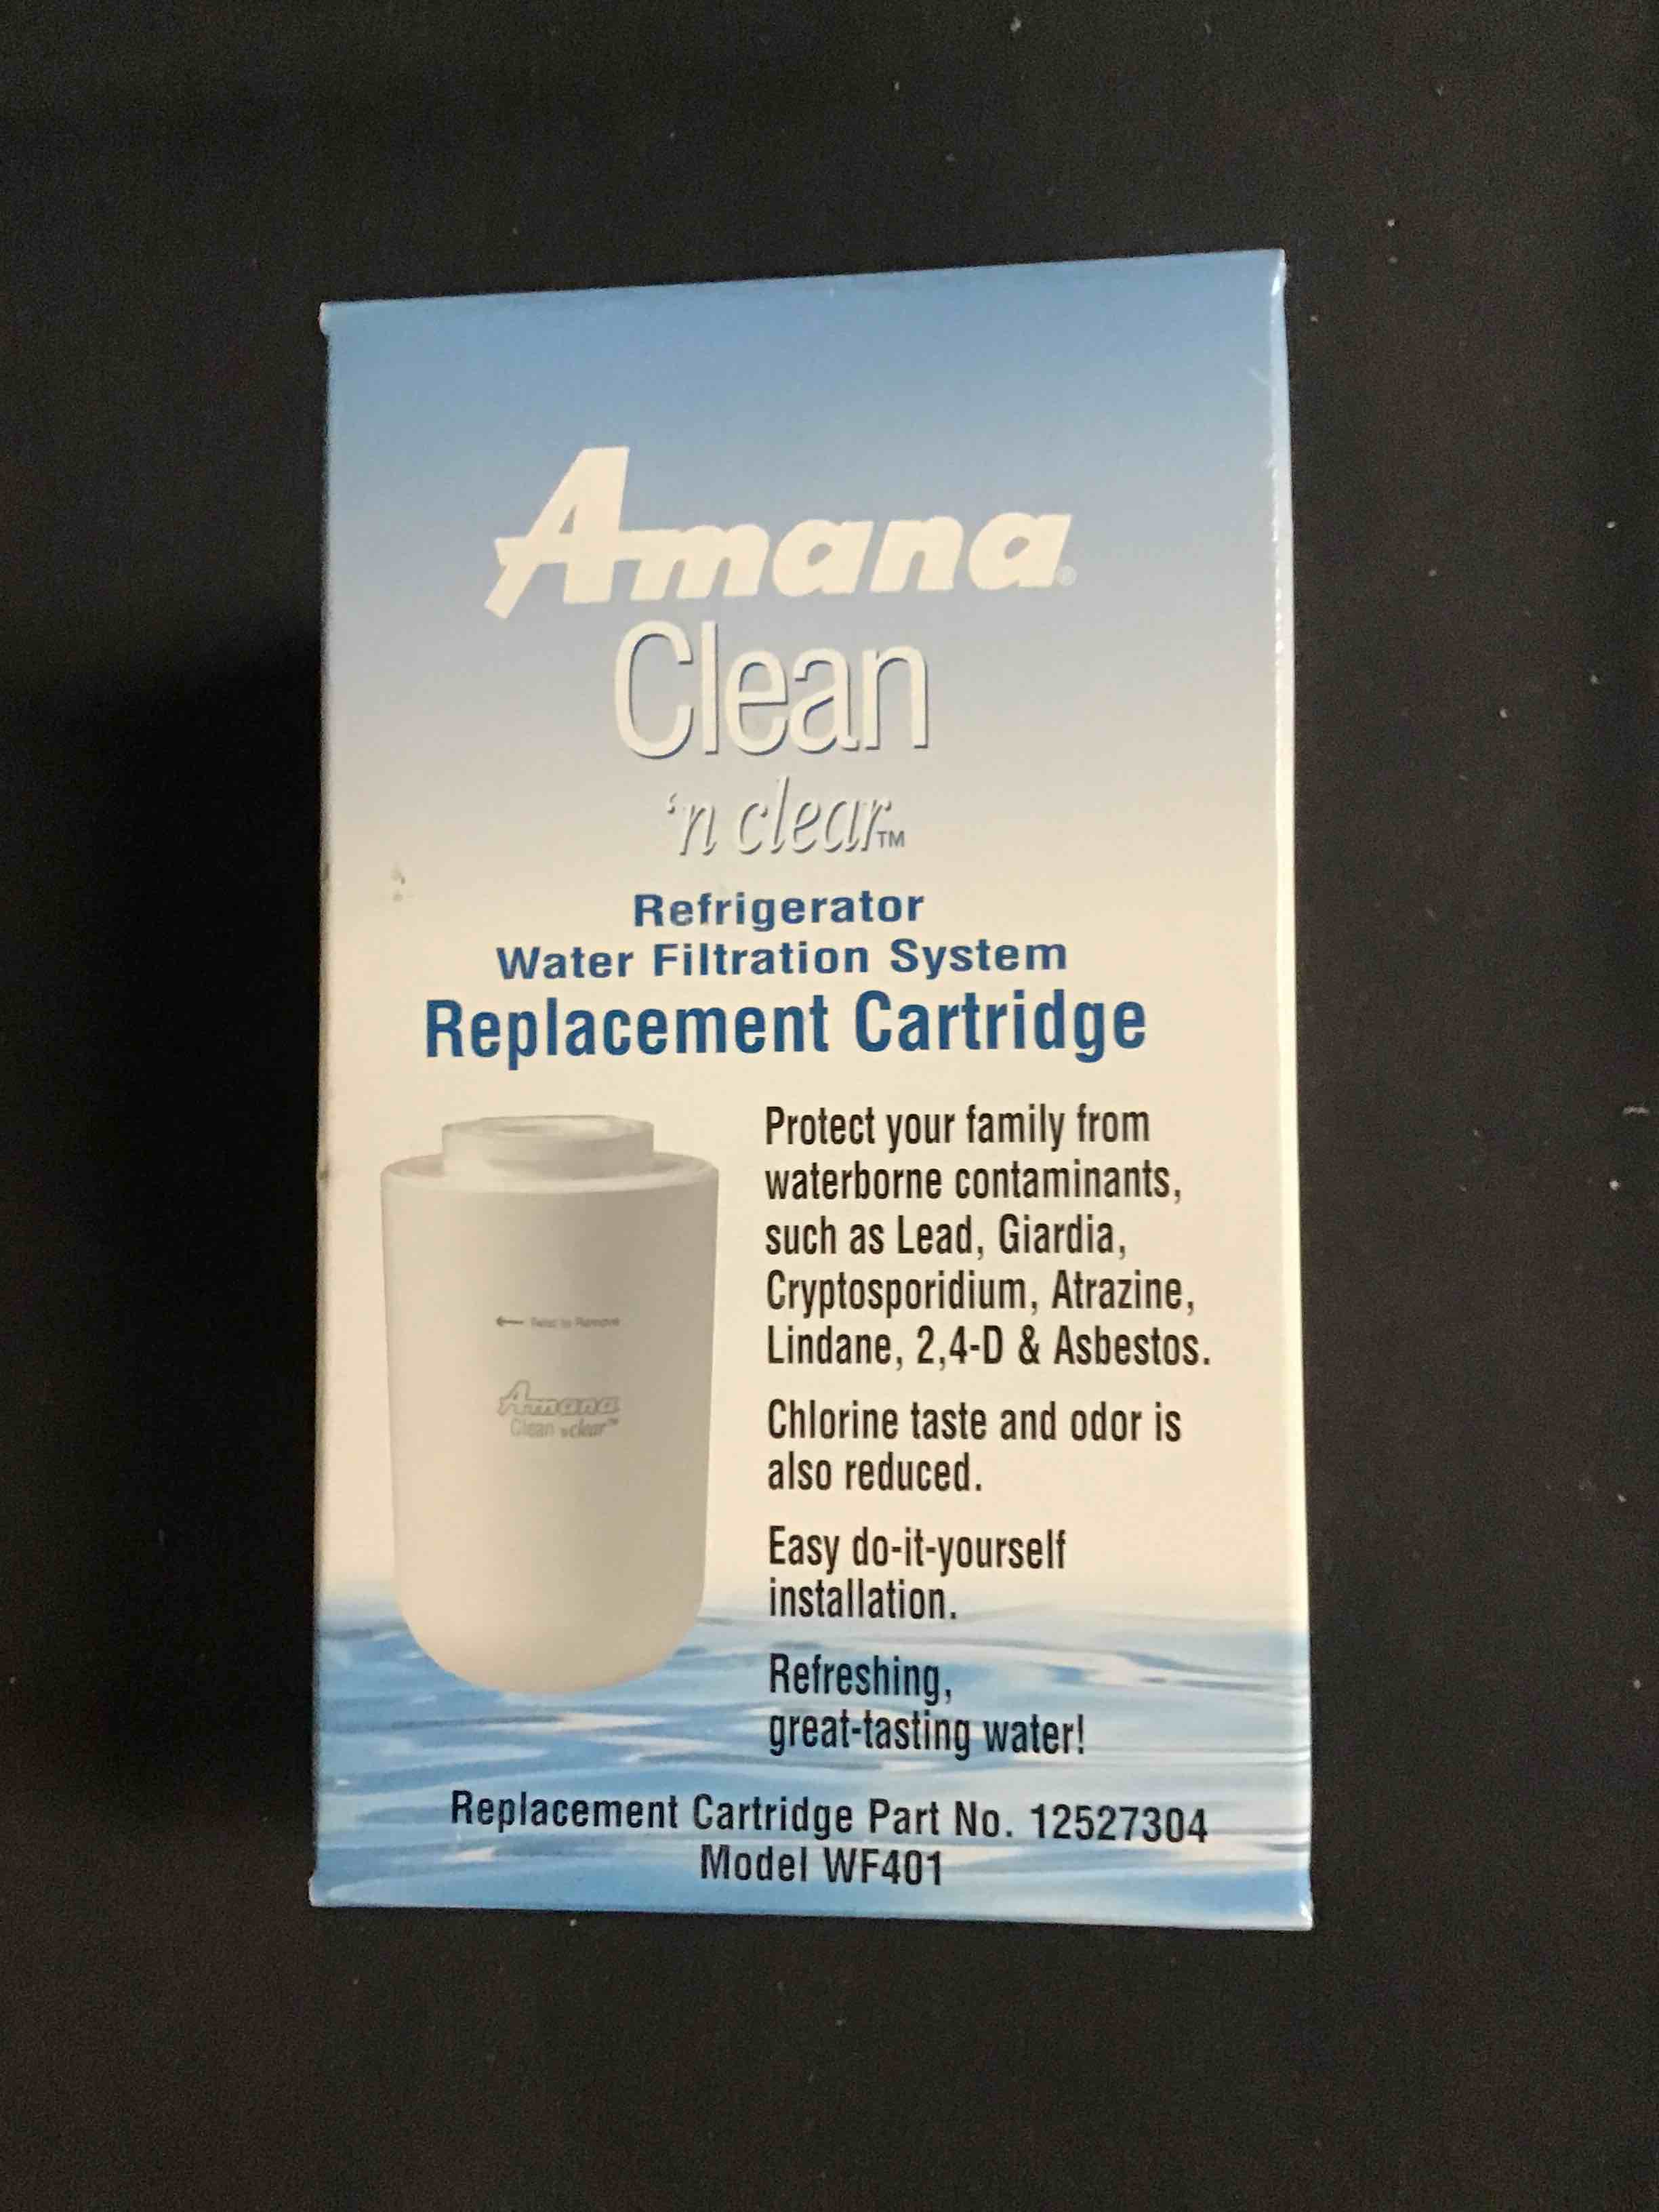 Amana®
Clean
'n clear™
Refrigerator
Water Filtration System
Replacement Cartridge
Protect your family from
waterborne contaminants,
such as Lead, Giardia,
Cryptosporidium, Atrazine,
Lindane, 2,4-D & Asbestos.
Chlorine taste and odor is
also reduced.
Easy do-it-yourself
installation.
Refreshing,
great-tasting water!
to Remove
Amana
Clean 'n clear™
Replacement Cartridge Part No. 12527304
Model WF401